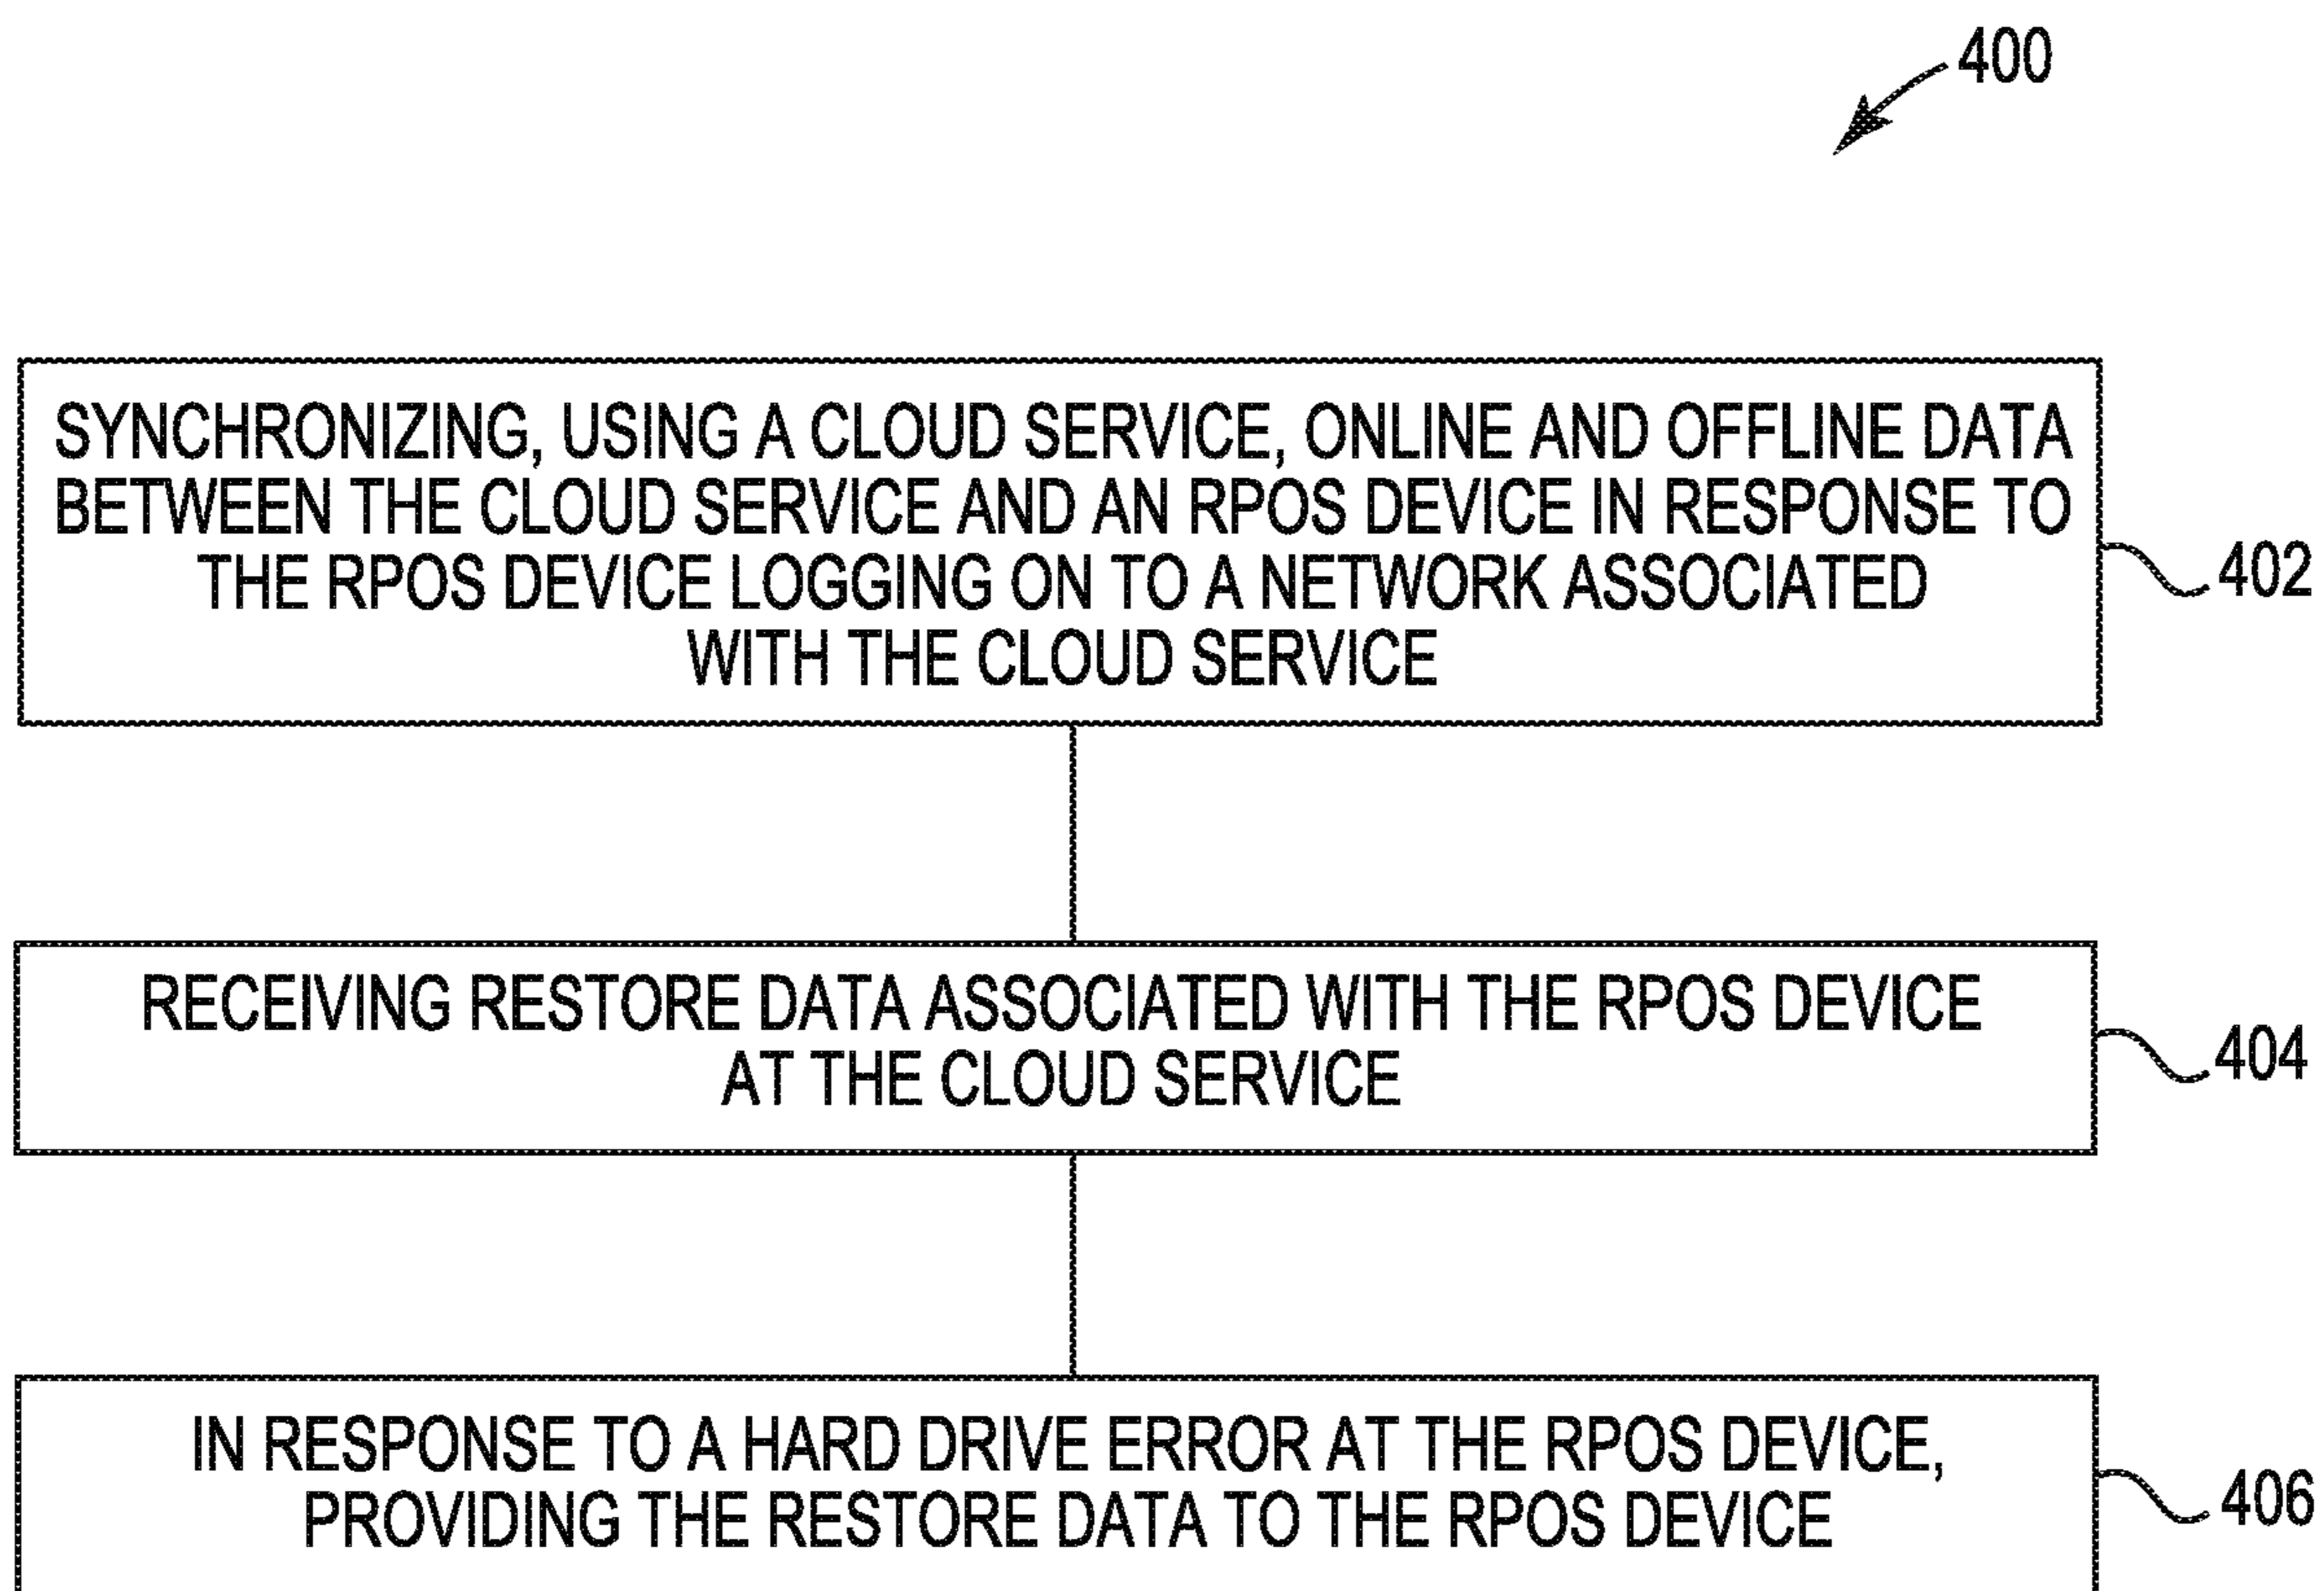 400
SYNCHRONIZING, USING A CLOUD SERVICE, ONLINE AND OFFLINE DATA
BETWEEN THE CLOUD SERVICE AND AN RPOS DEVICE IN RESPONSE TO
THE RPOS DEVICE LOGGING ON TO A NETWORK ASSOCIATED
WITH THE CLOUD SERVICE
402
RECEIVING RESTORE DATA ASSOCIATED WITH THE RPOS DEVICE
AT THE CLOUD SERVICE
404
IN RESPONSE TO A HARD DRIVE ERROR AT THE RPOS DEVICE,
PROVIDING THE RESTORE DATA TO THE RPOS DEVICE
406